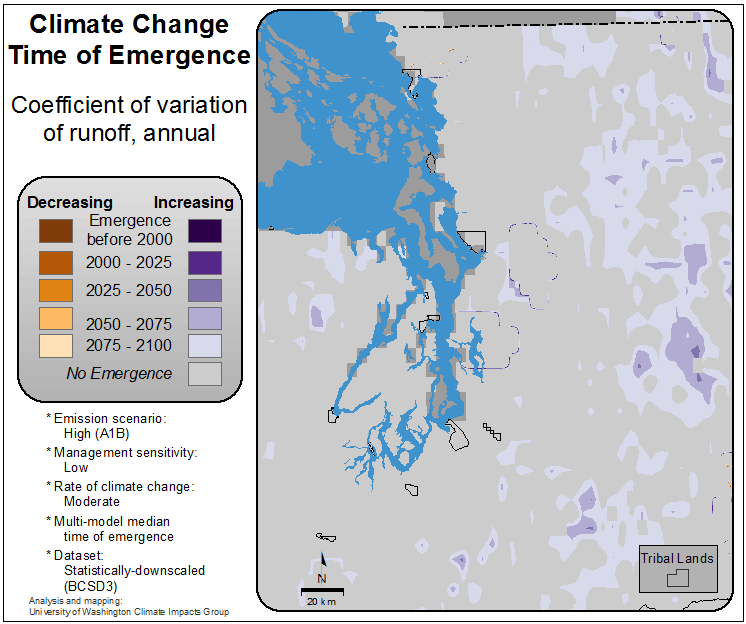 Climate Change
Time of Emergence
Coefficient of variation
of runoff, annual
Decreasing Increasing
Emergence
before 2000
2000 - 2025
2025 - 2050
2050 - 2075
2075 - 2100
No Emergence
* Emission scenario:
High (A1B)
* Management sensitivity:
Low
* Rate of climate change:
Moderate
* Multi-model median
time of emergence
* Dataset:
Statistically-downscaled
(BCSD3)
Analysis and mapping:
University of Washington Climate Impacts Group
N
20 km
Tribal Lands